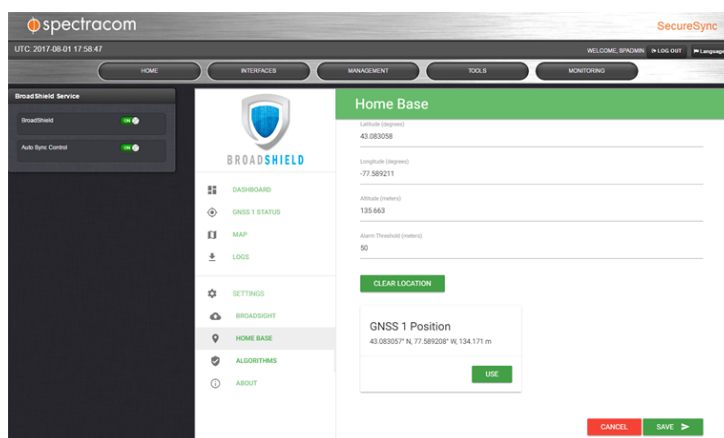 spectracom
SecureSync
UTC: 2017-08-01 17:58:47
WELCOME, SPADMIN
LOG OUT
Language
HOME
INTERFACES
MANAGEMENT
TOOLS
MONITORING
BroadShield Service
BroadShield
ON
Auto Sync Control
ON
BROADSHIELD
DASHBOARD
GNSS 1 STATUS
MAP
LOGS
SETTINGS
BROADSIGHT
HOME BASE
ALGORITHMS
ABOUT
Home Base
Latitude (degrees)
43.083058
Longitude (degrees)
-77.589211
Altitude (meters)
135.663
Alarm Threshold (meters)
50
CLEAR LOCATION
GNSS 1 Position
43.083057° N, 77.589208° W, 134.171 m
USE
CANCEL
SAVE